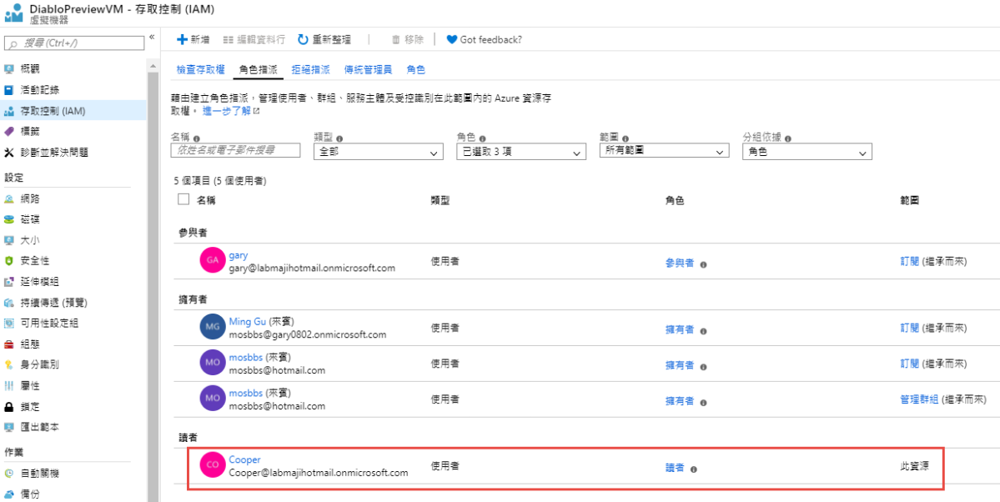 DiabloPreviewVM - 存取控制 (IAM)
虛擬機器
搜尋 (Ctrl+/)
«
概觀
活動記錄
存取控制 (IAM)
標籤
診斷並解決問題
設定
網路
磁碟
大小
安全性
延伸模組
持續傳遞 (預覽)
可用性設定組
組態
身分識別
屬性
鎖定
匯出範本
作業
自動關機
備份
新增 編輯資料行 重新整理 移除 Got feedback?
檢查存取權 角色指派 拒絕指派 傳統管理員 角色
藉由建立角色指派，管理使用者、群組、服務主體及受控識別在此範圍內的 Azure 資源存
取權。 進一步了解
名稱 類型 角色 範圍 分組依據
依姓名或電子郵件搜尋 全部 已選取 3 項 所有範圍 角色
5 個項目 (5 個使用者)
名稱 類型 角色 範圍
參與者
GA gary
gary@labmajihotmail.onmicrosoft.com 使用者 參與者 訂閱 (繼承而來)
擁有者
MG Ming Gu (來賓)
mosbbs@gary0802.onmicrosoft.com 使用者 擁有者 訂閱 (繼承而來)
MO mosbbs (來賓)
mosbbs@hotmail.com 使用者 擁有者 訂閱 (繼承而來)
MO mosbbs (來賓)
mosbbs@hotmail.com 使用者 擁有者 管理群組 (繼承而來)
讀者
CO Cooper
Cooper@labmajihotmail.onmicrosoft.com 使用者 讀者 此資源